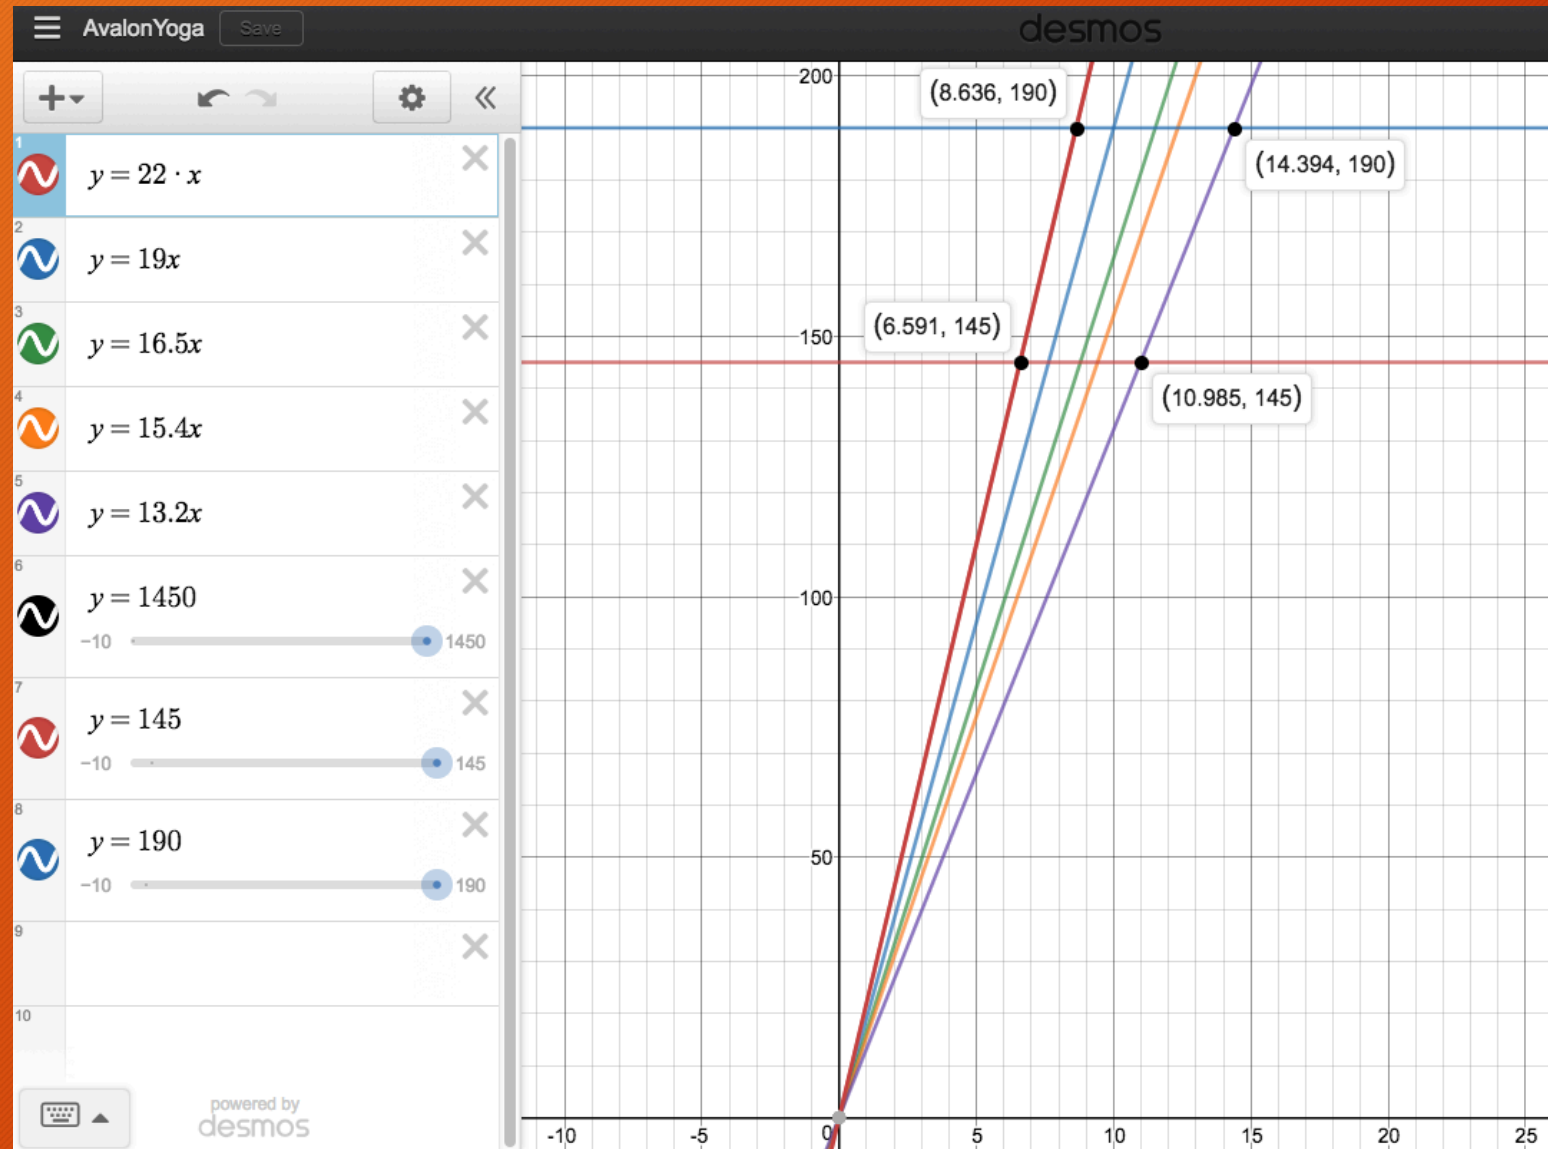 AvalonYoga Save desmos
1
y = 22 · x
2
y = 19x
3
y = 16.5x
4
y = 15.4x
5
y = 13.2x
6
y = 1450
−10 1450
7
y = 145
−10 145
8
y = 190
−10 190
9
10
powered by
desmos
200
(8.636, 190)
(14.394, 190)
(6.591, 145)
150
(10.985, 145)
100
50
-10 -5 0 5 10 15 20 25